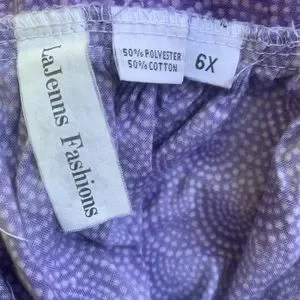 LaJenns Fashions
50% POLYESTER
50% COTTON
6X